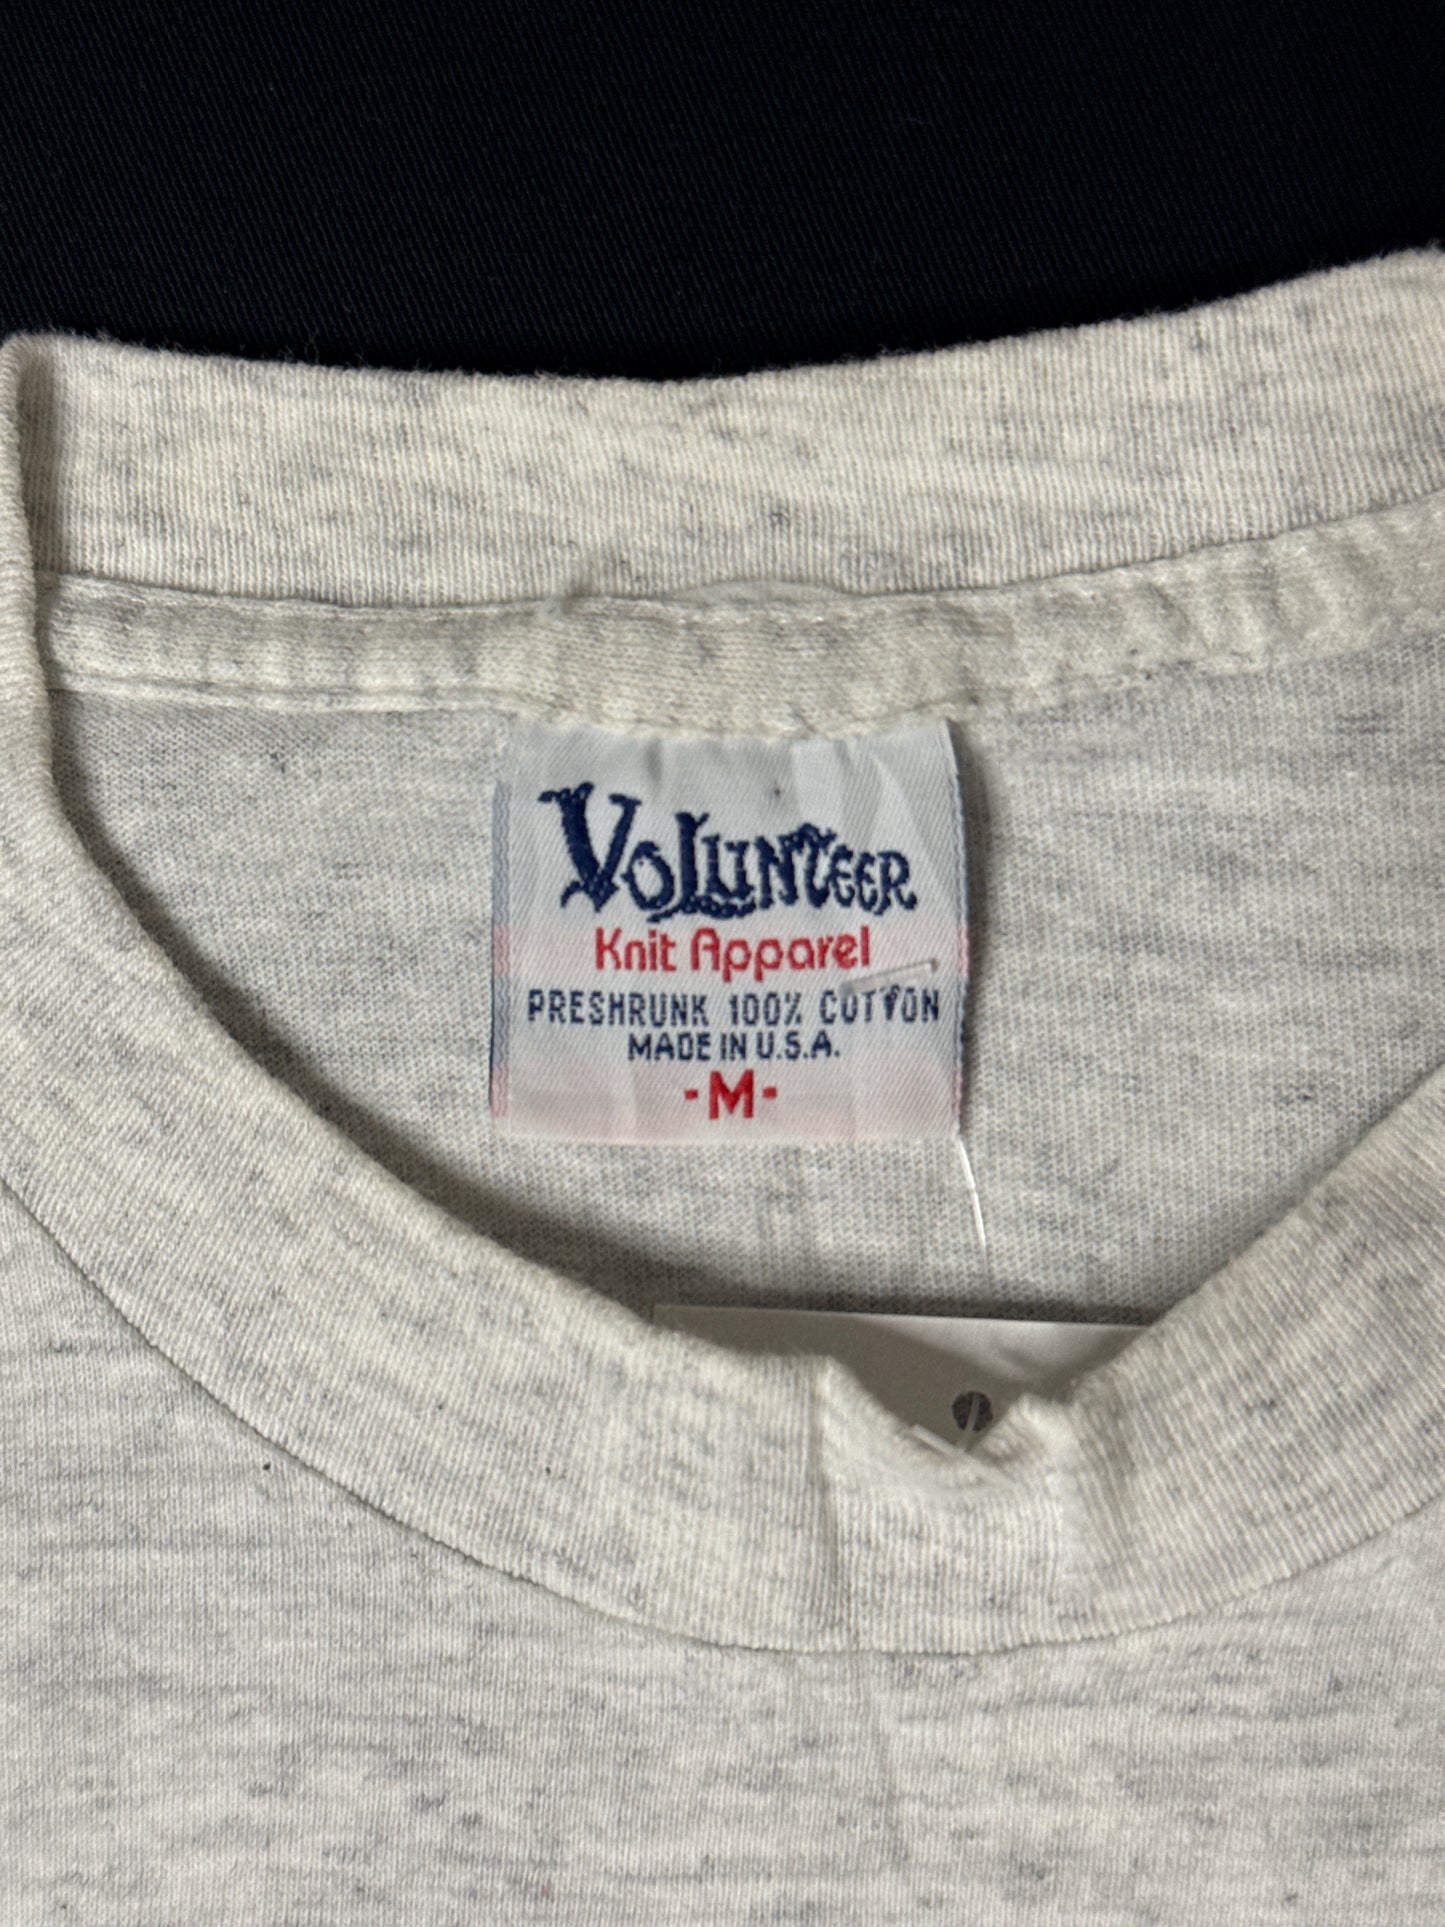 VOLUNTEER
Knit Apparel
PRESHRUNK 100% COTTON
MADE IN U.S.A.
-M-